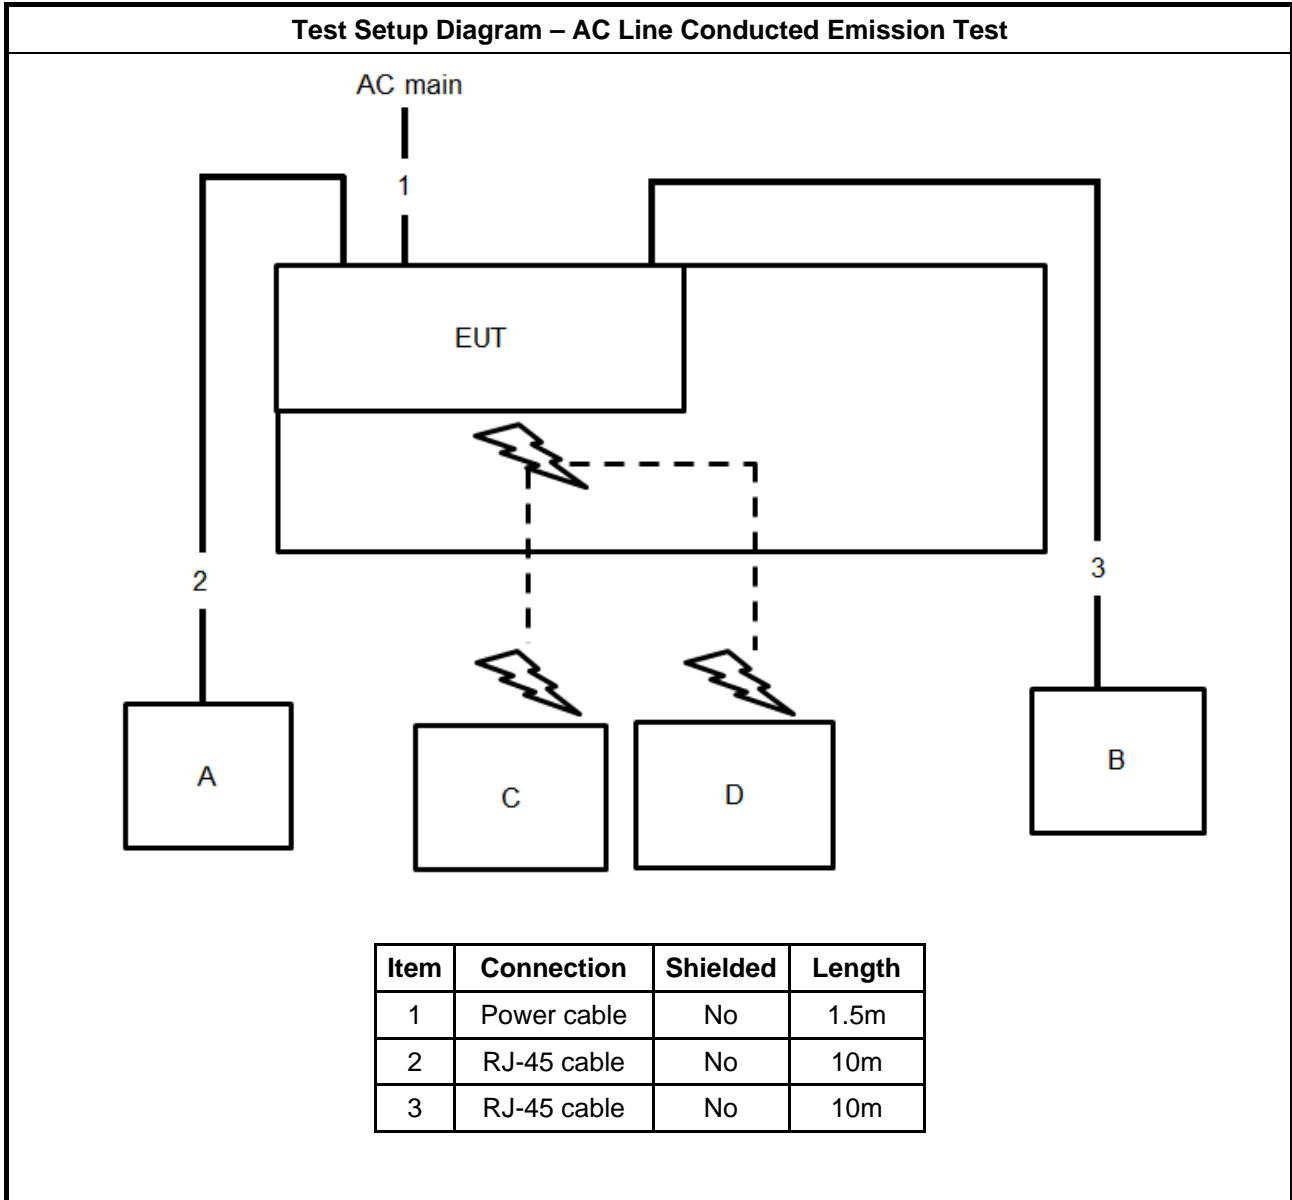 Test Setup Diagram – AC Line Conducted Emission Test
AC main
1
EUT
2
3
A
C
D
B
Item Connection Shielded Length
1 Power cable No 1.5m
2 RJ-45 cable No 10m
3 RJ-45 cable No 10m